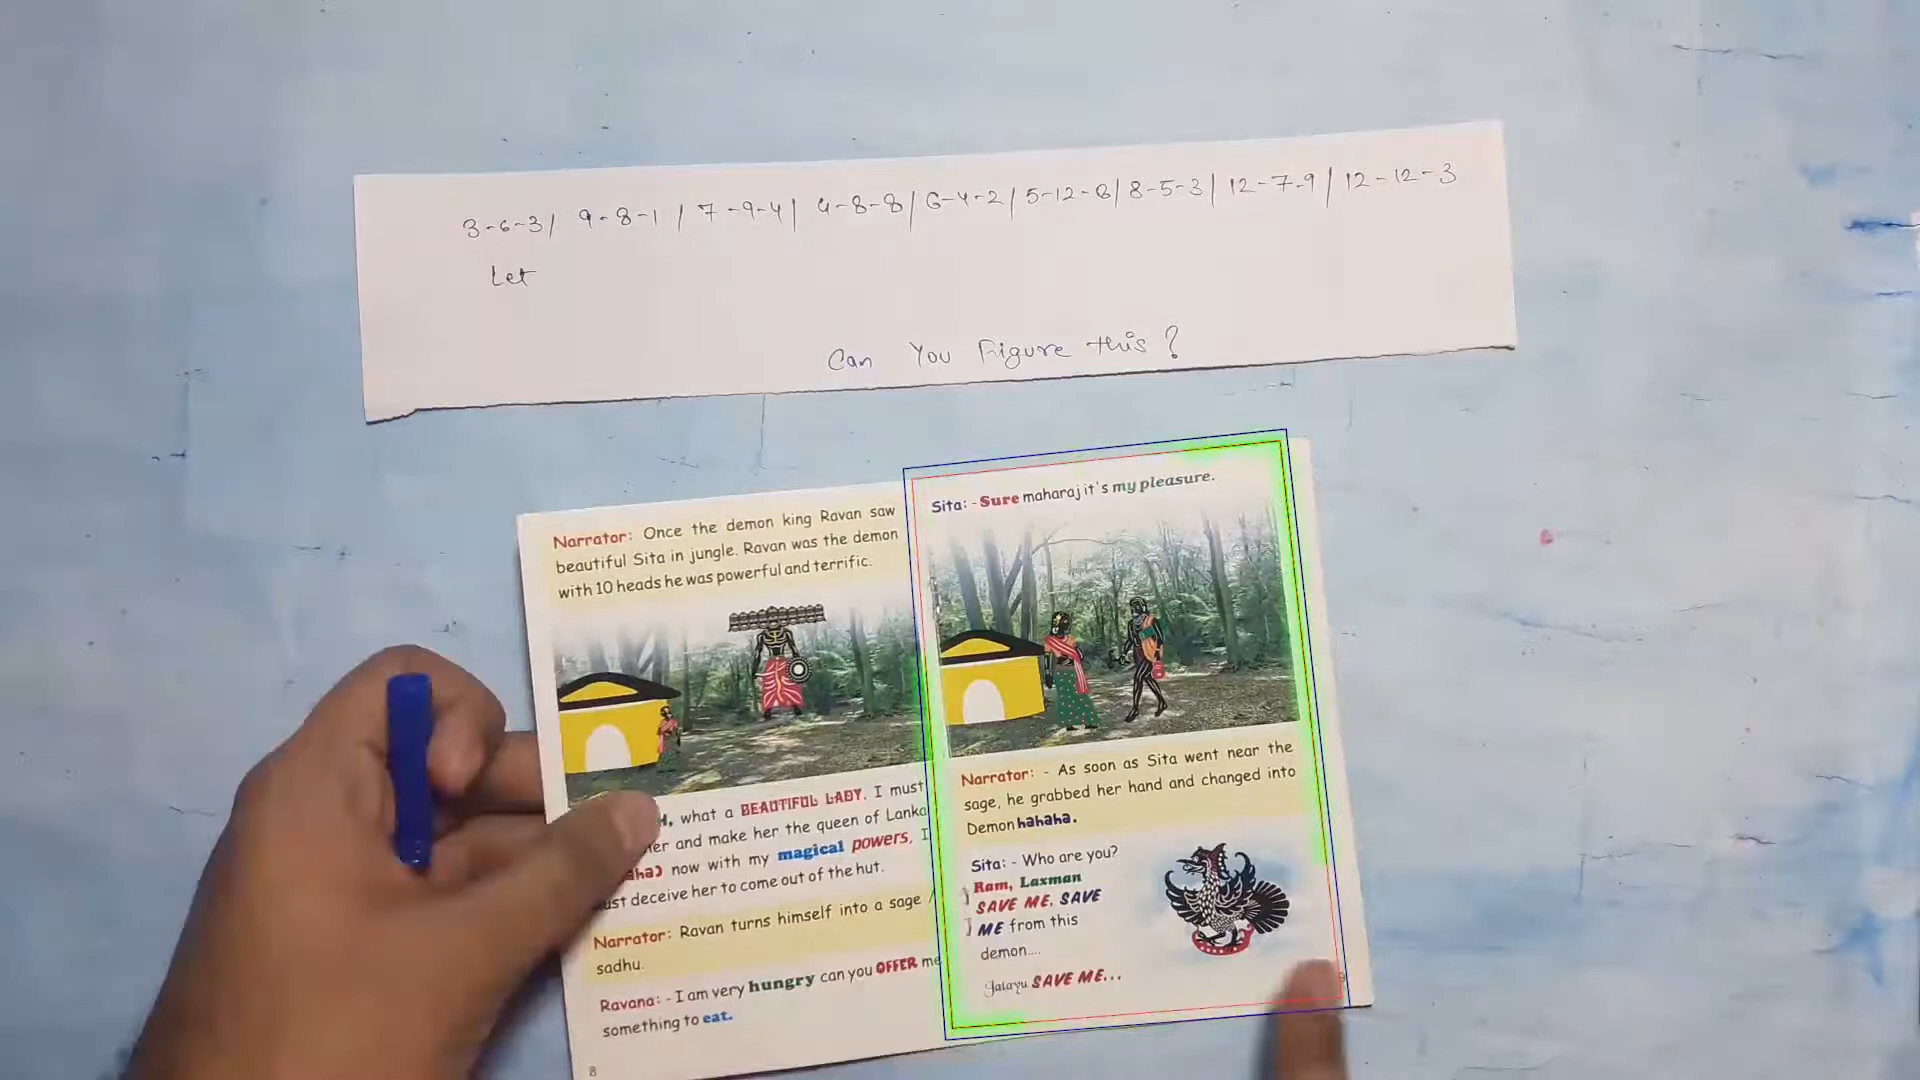 3-6-3/ 9-8-1 / 7-9-4/ 4-8-8/ 6-4-2/ 5-12-8/ 8-5-3/ 12-7-9/ 12-12-3
Let
Can You Figure this?
Narrator: Once the demon king Ravan saw
beautiful Sita in jungle. Ravan was the demon
with 10 heads he was powerful and terrific.
what a BEAUTIFUL LADY. I must
her and make her the queen of Lanka
now with my magical powers, I
deceive her to come out of the hut.
Narrator: Ravan turns himself into a sage /
sadhu.
Ravana: - I am very hungry can you OFFER me
something to eat.
8
Sita: - Sure maharaj it's my pleasure.
Narrator: - As soon as Sita went near the
sage, he grabbed her hand and changed into
Demon hahaha.
Sita: - Who are you?
Ram, Laxman
SAVE ME, SAVE
ME from this
demon....
Jatayu SAVE ME...
9